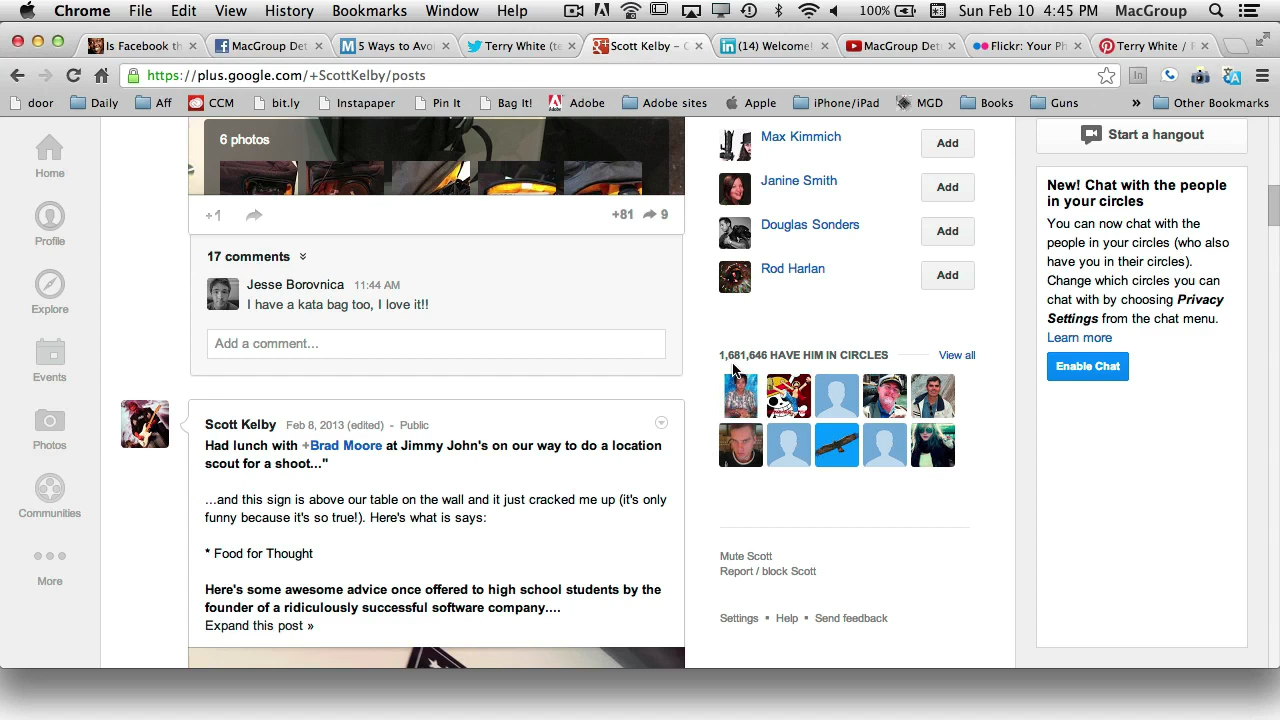 Chrome File Edit View History Bookmarks Window Help 100% Sun Feb 10 4:45 PM MacGroup
Is Facebook th
MacGroup Det
5 Ways to Avo
Terry White (te
Scott Kelby -
(14) Welcome!
MacGroup Det
Flickr: Your Ph
Terry White / P
https://plus.google.com/+ScottKelby/posts
door Daily Aff CCM bit.ly Instapaper Pin It Bag It! Adobe Adobe sites Apple iPhone/iPad MGD Books Guns » Other Bookmarks
Home
Profile
Explore
Events
Photos
Communities
More
6 photos
+1
+81 9
17 comments
Jesse Borovnica 11:44 AM
I have a kata bag too, I love it!!
Add a comment...
Scott Kelby Feb 8, 2013 (edited) - Public
Had lunch with +Brad Moore at Jimmy John's on our way to do a location
scout for a shoot..."
...and this sign is above our table on the wall and it just cracked me up (it's only
funny because it's so true!). Here's what is says:
* Food for Thought
Here's some awesome advice once offered to high school students by the
founder of a ridiculously successful software company....
Expand this post »
Max Kimmich Add
Janine Smith Add
Douglas Sonders Add
Rod Harlan Add
1,681,646 HAVE HIM IN CIRCLES View all
Mute Scott
Report / block Scott
Settings ▪ Help ▪ Send feedback
Start a hangout
New! Chat with the people
in your circles
You can now chat with the
people in your circles (who also
have you in their circles).
Change which circles you can
chat with by choosing Privacy
Settings from the chat menu.
Learn more
Enable Chat